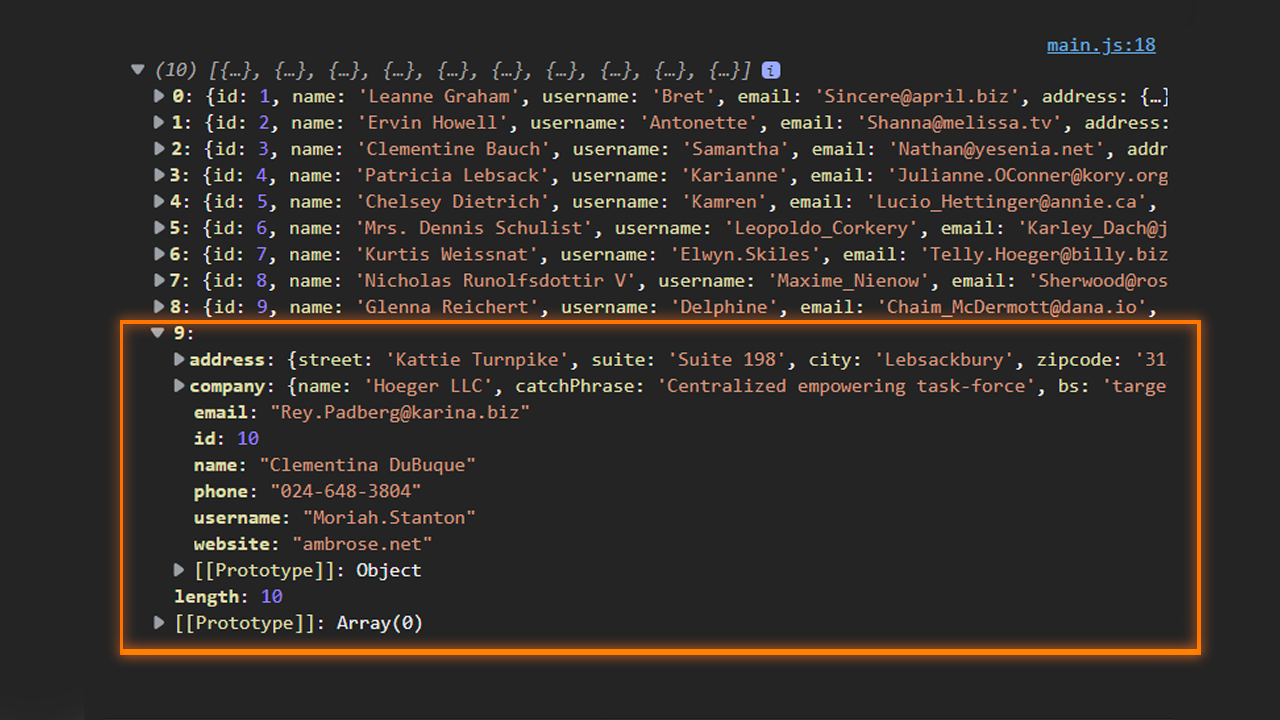 main.js:18
(10) [{…}, {…}, {…}, {…}, {…}, {…}, {…}, {…}, {…}, {…}] i
0: {id: 1, name: 'Leanne Graham', username: 'Bret', email: 'Sincere@april.biz', address: {…}
1: {id: 2, name: 'Ervin Howell', username: 'Antonette', email: 'Shanna@melissa.tv', address:
2: {id: 3, name: 'Clementine Bauch', username: 'Samantha', email: 'Nathan@yesenia.net', addr
3: {id: 4, name: 'Patricia Lebsack', username: 'Karianne', email: 'Julianne.OConner@kory.org
4: {id: 5, name: 'Chelsey Dietrich', username: 'Kamren', email: 'Lucio_Hettinger@annie.ca',
5: {id: 6, name: 'Mrs. Dennis Schulist', username: 'Leopoldo_Corkery', email: 'Karley_Dach@j
6: {id: 7, name: 'Kurtis Weissnat', username: 'Elwyn.Skiles', email: 'Telly.Hoeger@billy.biz
7: {id: 8, name: 'Nicholas Runolfsdottir V', username: 'Maxime_Nienow', email: 'Sherwood@ros
8: {id: 9, name: 'Glenna Reichert', username: 'Delphine', email: 'Chaim_McDermott@dana.io',
9:
address: {street: 'Kattie Turnpike', suite: 'Suite 198', city: 'Lebsackbury', zipcode: '31
company: {name: 'Hoeger LLC', catchPhrase: 'Centralized empowering task-force', bs: 'targe
email: "Rey.Padberg@karina.biz"
id: 10
name: "Clementina DuBuque"
phone: "024-648-3804"
username: "Moriah.Stanton"
website: "ambrose.net"
[[Prototype]]: Object
length: 10
[[Prototype]]: Array(0)